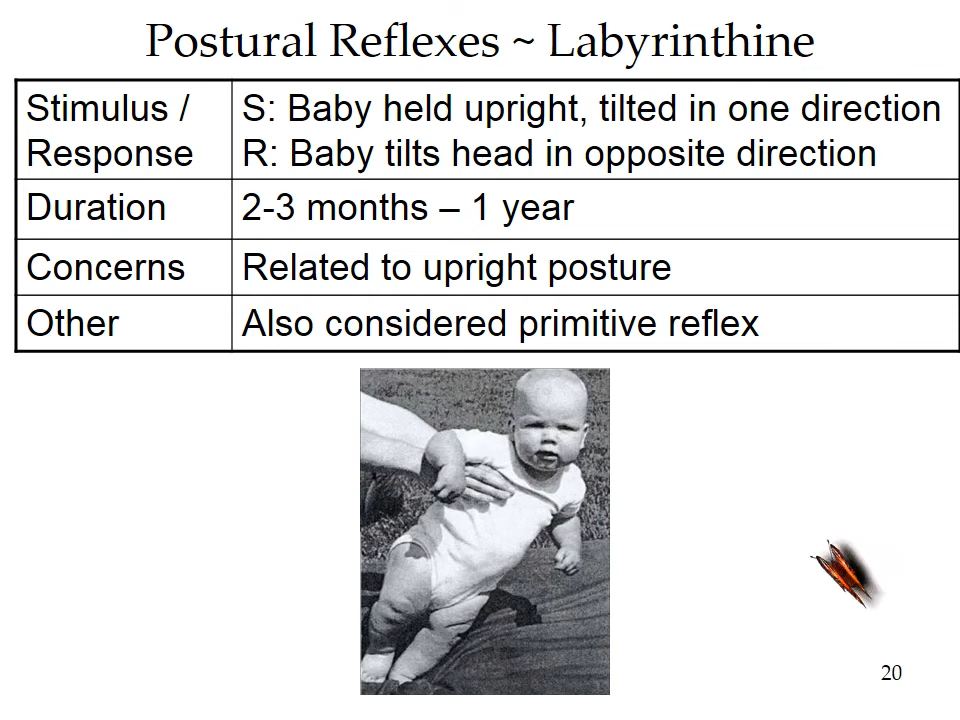 Postural Reflexes ~ Labyrinthine
Stimulus / Response
S: Baby held upright, tilted in one direction
R: Baby tilts head in opposite direction
Duration
2-3 months – 1 year
Concerns
Related to upright posture
Other
Also considered primitive reflex
20